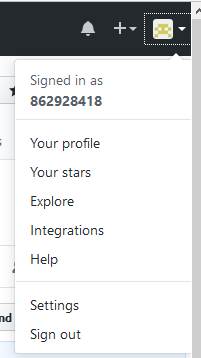 Signed in as
862928418
Your profile
Your stars
Explore
Integrations
Help
Settings
Sign out